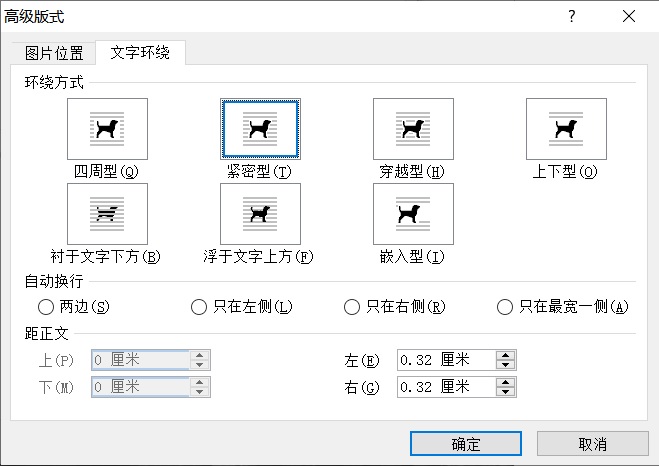 高级版式
图片位置 文字环绕
环绕方式
四周型(Q) 紧密型(T) 穿越型(H) 上下型(O)
衬于文字下方(B) 浮于文字上方(F) 嵌入型(I)
自动换行
两边(S) 只在左侧(L) 只在右侧(R) 只在最宽一侧(A)
距正文
上(P) 0 厘米 左(E) 0.32 厘米
下(M) 0 厘米 右(G) 0.32 厘米
确定 取消